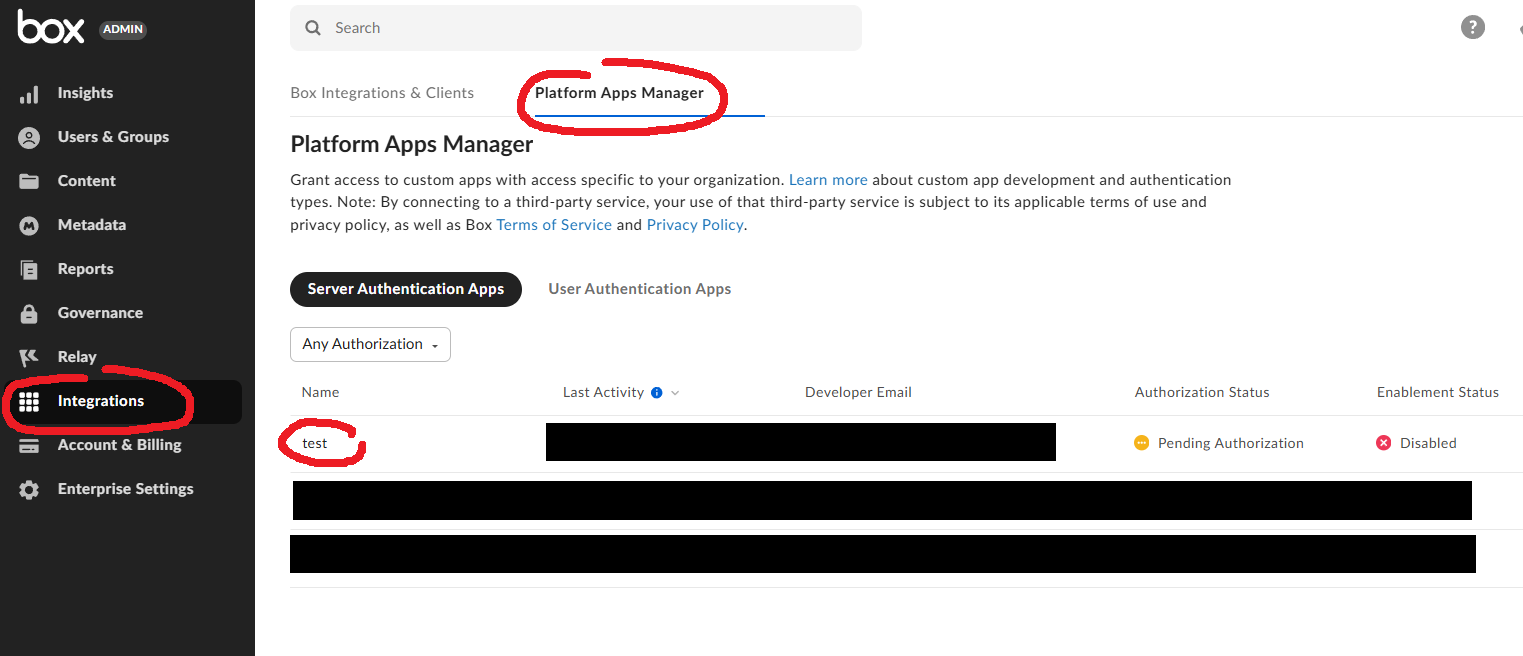 box ADMIN
Search
?
Insights
Users & Groups
Content
Metadata
Reports
Governance
Relay
Integrations
Account & Billing
Enterprise Settings
Box Integrations & Clients
Platform Apps Manager
Platform Apps Manager
Grant access to custom apps with access specific to your organization. Learn more about custom app development and authentication
types. Note: By connecting to a third-party service, your use of that third-party service is subject to its applicable terms of use and
privacy policy, as well as Box Terms of Service and Privacy Policy.
Server Authentication Apps
User Authentication Apps
Any Authorization
Name Last Activity Developer Email Authorization Status Enablement Status
test Pending Authorization Disabled